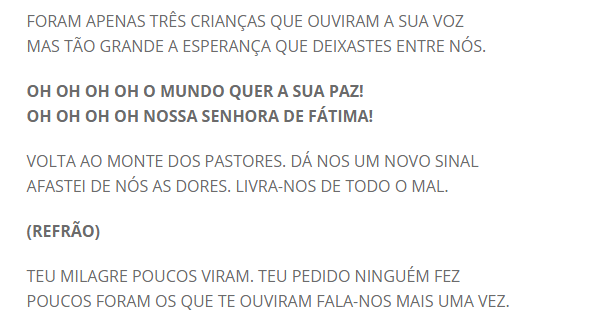 FORAM APENAS TRÊS CRIANÇAS QUE OUVIRAM A SUA VOZ
MAS TÃO GRANDE A ESPERANÇA QUE DEIXASTES ENTRE NÓS.
OH OH OH OH O MUNDO QUER A SUA PAZ!
OH OH OH OH NOSSA SENHORA DE FÁTIMA!
VOLTA AO MONTE DOS PASTORES. DÁ NOS UM NOVO SINAL
AFASTEI DE NÓS AS DORES. LIVRA-NOS DE TODO O MAL.
(REFRÃO)
TEU MILAGRE POUCOS VIRAM. TEU PEDIDO NINGUÉM FEZ
POUCOS FORAM OS QUE TE OUVIRAM FALA-NOS MAIS UMA VEZ.